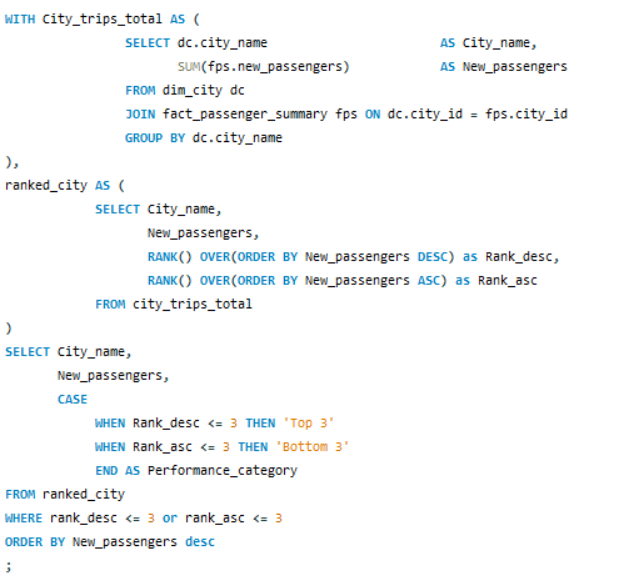 WITH City_trips_total AS (
SELECT dc.city_name AS City_name,
SUM(fps.new_passengers) AS New_passengers
FROM dim_city dc
JOIN fact_passenger_summary fps ON dc.city_id = fps.city_id
GROUP BY dc.city_name
),
ranked_city AS (
SELECT City_name,
New_passengers,
RANK() OVER(ORDER BY New_passengers DESC) as Rank_desc,
RANK() OVER(ORDER BY New_passengers ASC) as Rank_asc
FROM city_trips_total
)
SELECT City_name,
New_passengers,
CASE
WHEN Rank_desc <= 3 THEN 'Top 3'
WHEN Rank_asc <= 3 THEN 'Bottom 3'
END AS Performance_category
FROM ranked_city
WHERE rank_desc <= 3 or rank_asc <= 3
ORDER BY New_passengers desc
;